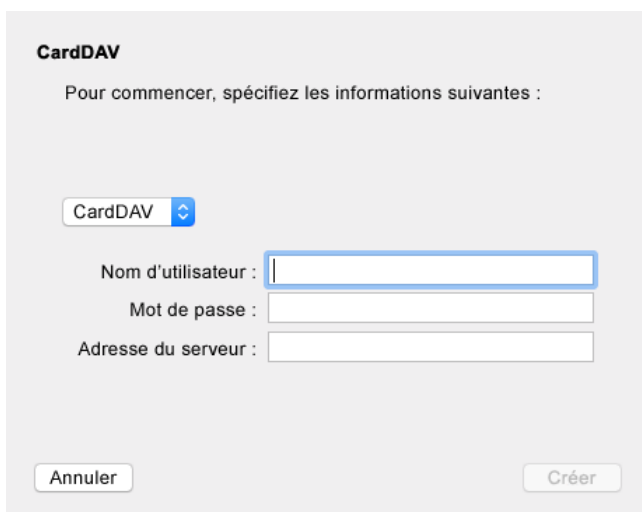 CardDAV
Pour commencer, spécifiez les informations suivantes :
CardDAV
Nom d’utilisateur :
Mot de passe :
Adresse du serveur :
Annuler
Créer